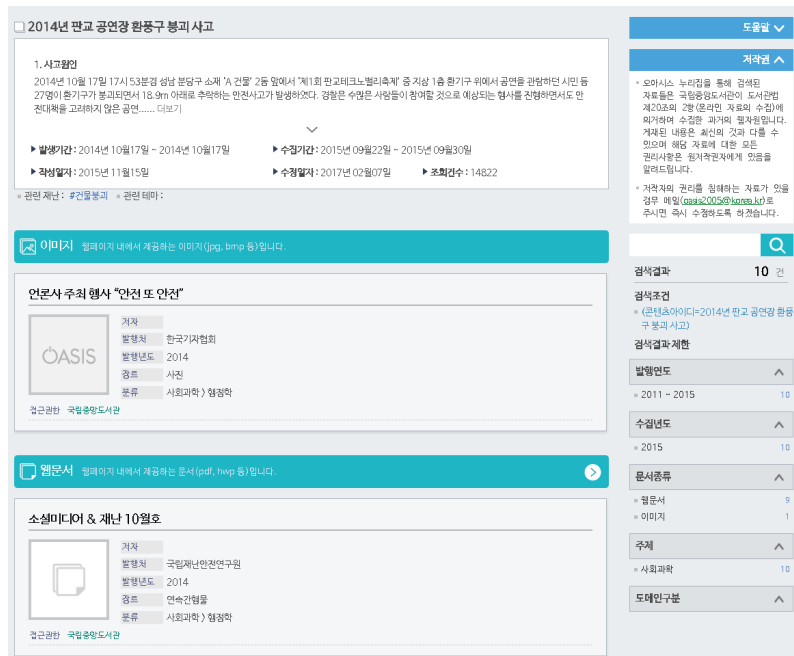 2014년 판교 공연장 환풍구 붕괴 사고
1. 사고원인
2014년 10월 17일 17시 53분경 성남 분당구 소재 'A 건물' 2동 앞에서 '제1회 판교테크노밸리축제' 중 지상 1층 환기구 위에서 공연을 관람하던 시민 등
27명이 환기구가 붕괴되면서 18.9m 아래로 추락하는 안전사고가 발생하였다. 경찰은 수많은 사람들이 참여할 것으로 예상되는 행사를 진행하면서도 안
전대책을 고려하지 않은 공연...... 더보기
발생기간 : 2014년 10월17일 ~ 2014년 10월17일
수집기간 : 2015년 09월22일 ~ 2015년 09월30일
작성일자 : 2015년 11월15일
수정일자 : 2017년 02월07일
조회건수 : 14822
관련 재난 : #건물붕괴
관련 테마 :
이미지 웹페이지 내에서 제공하는 이미지(jpg, bmp 등)입니다.
언론사 주최 행사 “안전 또 안전”
OASIS
저자
발행처 한국기자협회
발행년도 2014
장르 사진
분류 사회과학 > 행정학
접근권한 국립중앙도서관
웹문서 웹페이지 내에서 제공하는 문서(pdf, hwp 등)입니다.
소셜미디어 & 재난 10월호
저자
발행처 국립재난안전연구원
발행년도 2014
장르 연속간행물
분류 사회과학 > 행정학
접근권한 국립중앙도서관
도움말
저작권
오아시스 누리집을 통해 검색된
자료들은 국립중앙도서관이 도서관법
제20조의 2항(온라인 자료의 수집)에
의거하여 수집한 과거의 웹자원입니다.
게재된 내용은 최신의 것과 다를 수
있으며 해당 자료에 대한 모든
권리사항은 원저작권자에게 있음을
알려드립니다.
저작자의 권리를 침해하는 자료가 있을
경우 메일(oasis2005@korea.kr)로
주시면 즉시 수정하도록 하겠습니다.
검색결과 10 건
검색조건
(콘텐츠아이디=2014년 판교 공연장 환풍
구 붕괴 사고)
검색결과 제한
발행연도
2011 ~ 2015 10
수집년도
2015 10
문서종류
웹문서 9
이미지 1
주제
사회과학 10
도메인구분